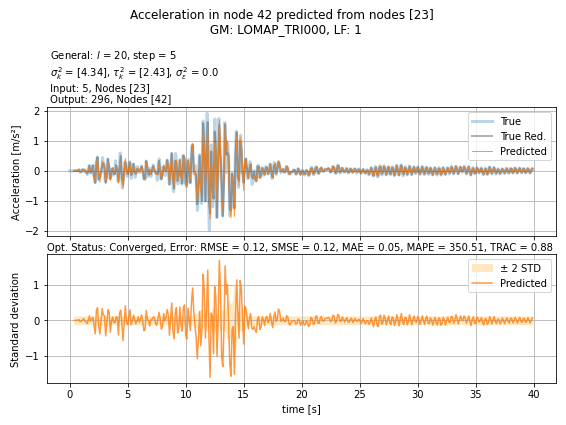 Acceleration in node 42 predicted from nodes [23]
GM: LOMAP_TRI000, LF: 1
General: l = 20, step = 5
σ²ₖ = [4.34], τ²ₖ = [2.43], σ²ε = 0.0
Input: 5, Nodes [23]
Output: 296, Nodes [42]
Acceleration [m/s²]
2
1
0
−1
−2
True
True Red.
Predicted
Opt. Status: Converged, Error: RMSE = 0.12, SMSE = 0.12, MAE = 0.05, MAPE = 350.51, TRAC = 0.88
Standard deviation
1
0
−1
± 2 STD
Predicted
0 5 10 15 20 25 30 35 40
time [s]